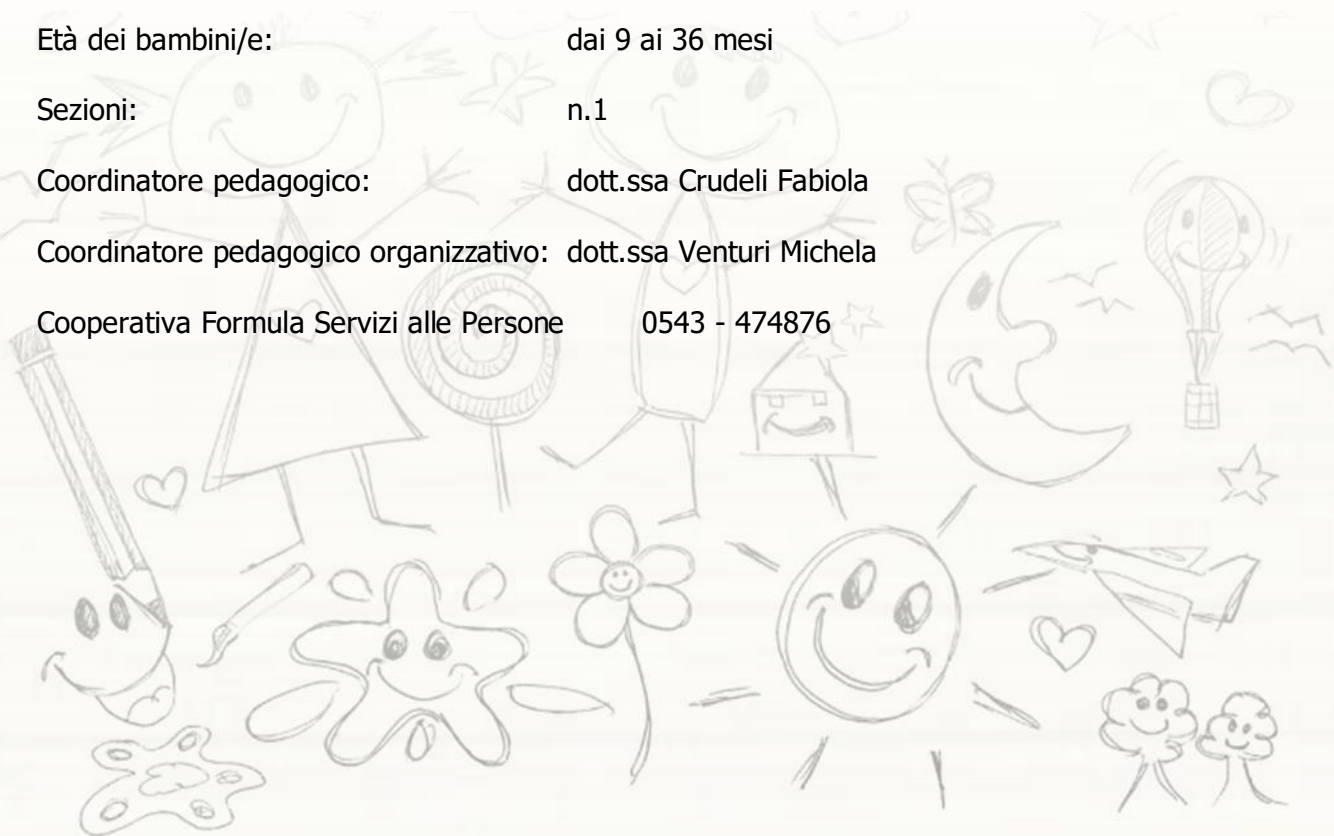 Età dei bambini/e: dai 9 ai 36 mesi
Sezioni: n.1
Coordinatore pedagogico: dott.ssa Crudeli Fabiola
Coordinatore pedagogico organizzativo: dott.ssa Venturi Michela
Cooperativa Formula Servizi alle Persone 0543 - 474876